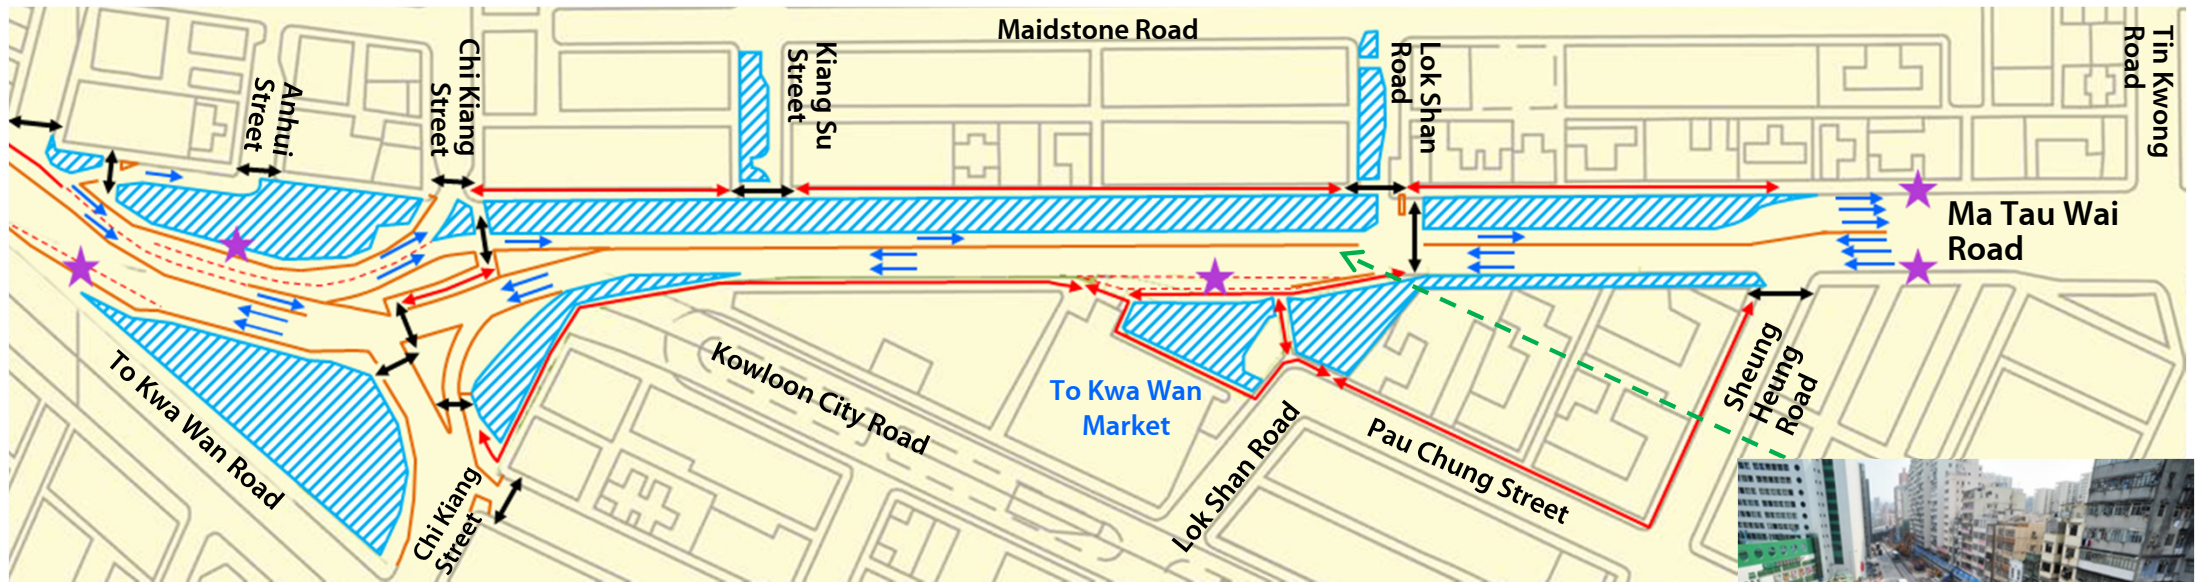 Maidstone Road
Anhui
Street
Chi Kiang
Street
Kiang Su
Street
Lok Shan
Road
Tin Kwong
Road
Ma Tau Wai
Road
To Kwa Wan Road
Kowloon City Road
To Kwa Wan
Market
Chi Kiang
Street
Lok Shan Road
Pau Chung Street
Sheung
Heung
Road